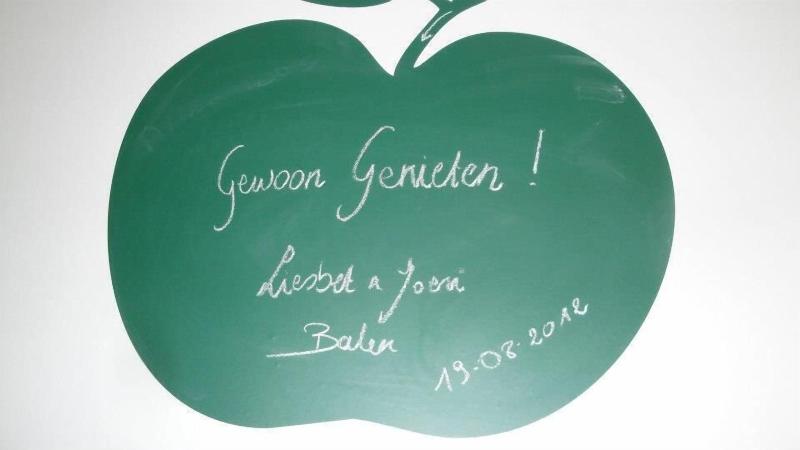 Gewoon Genieten !
Liesbet & Joeri
Balen
19-08-2012